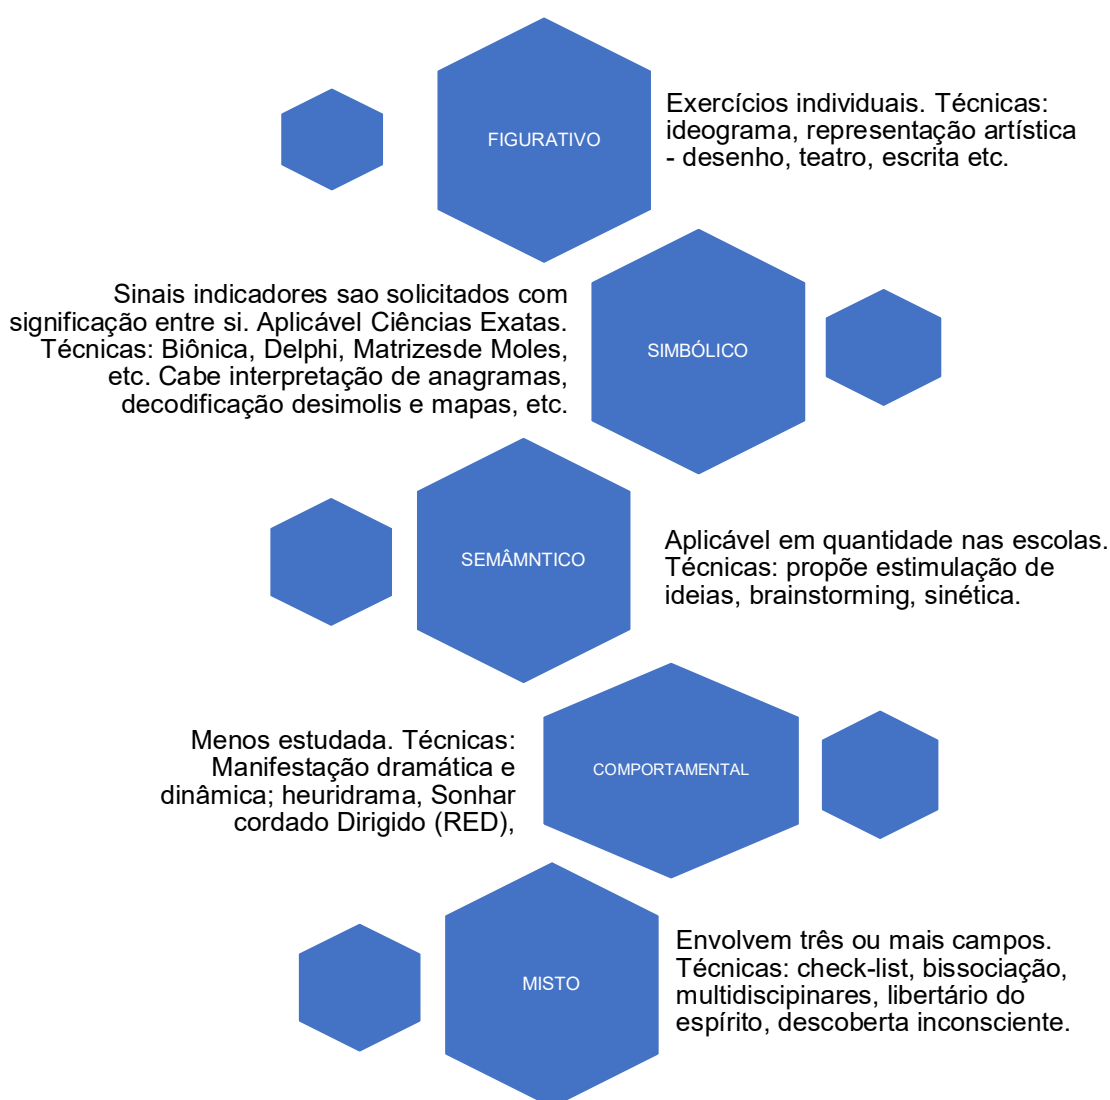 FIGURATIVO
Exercícios individuais. Técnicas:
ideograma, representação artística
- desenho, teatro, escrita etc.
Sinais indicadores sao solicitados com
significação entre si. Aplicável Ciências Exatas.
Técnicas: Biônica, Delphi, Matrizesde Moles,
etc. Cabe interpretação de anagramas,
decodificação desimolis e mapas, etc.
SIMBÓLICO
SEMÂMNTICO
Aplicável em quantidade nas escolas.
Técnicas: propõe estimulação de
ideias, brainstorming, sinética.
Menos estudada. Técnicas:
Manifestação dramática e
dinâmica; heuridrama, Sonhar
cordado Dirigido (RED),
COMPORTAMENTAL
MISTO
Envolvem três ou mais campos.
Técnicas: check-list, bissociação,
multidiscipinares, libertário do
espírito, descoberta inconsciente.